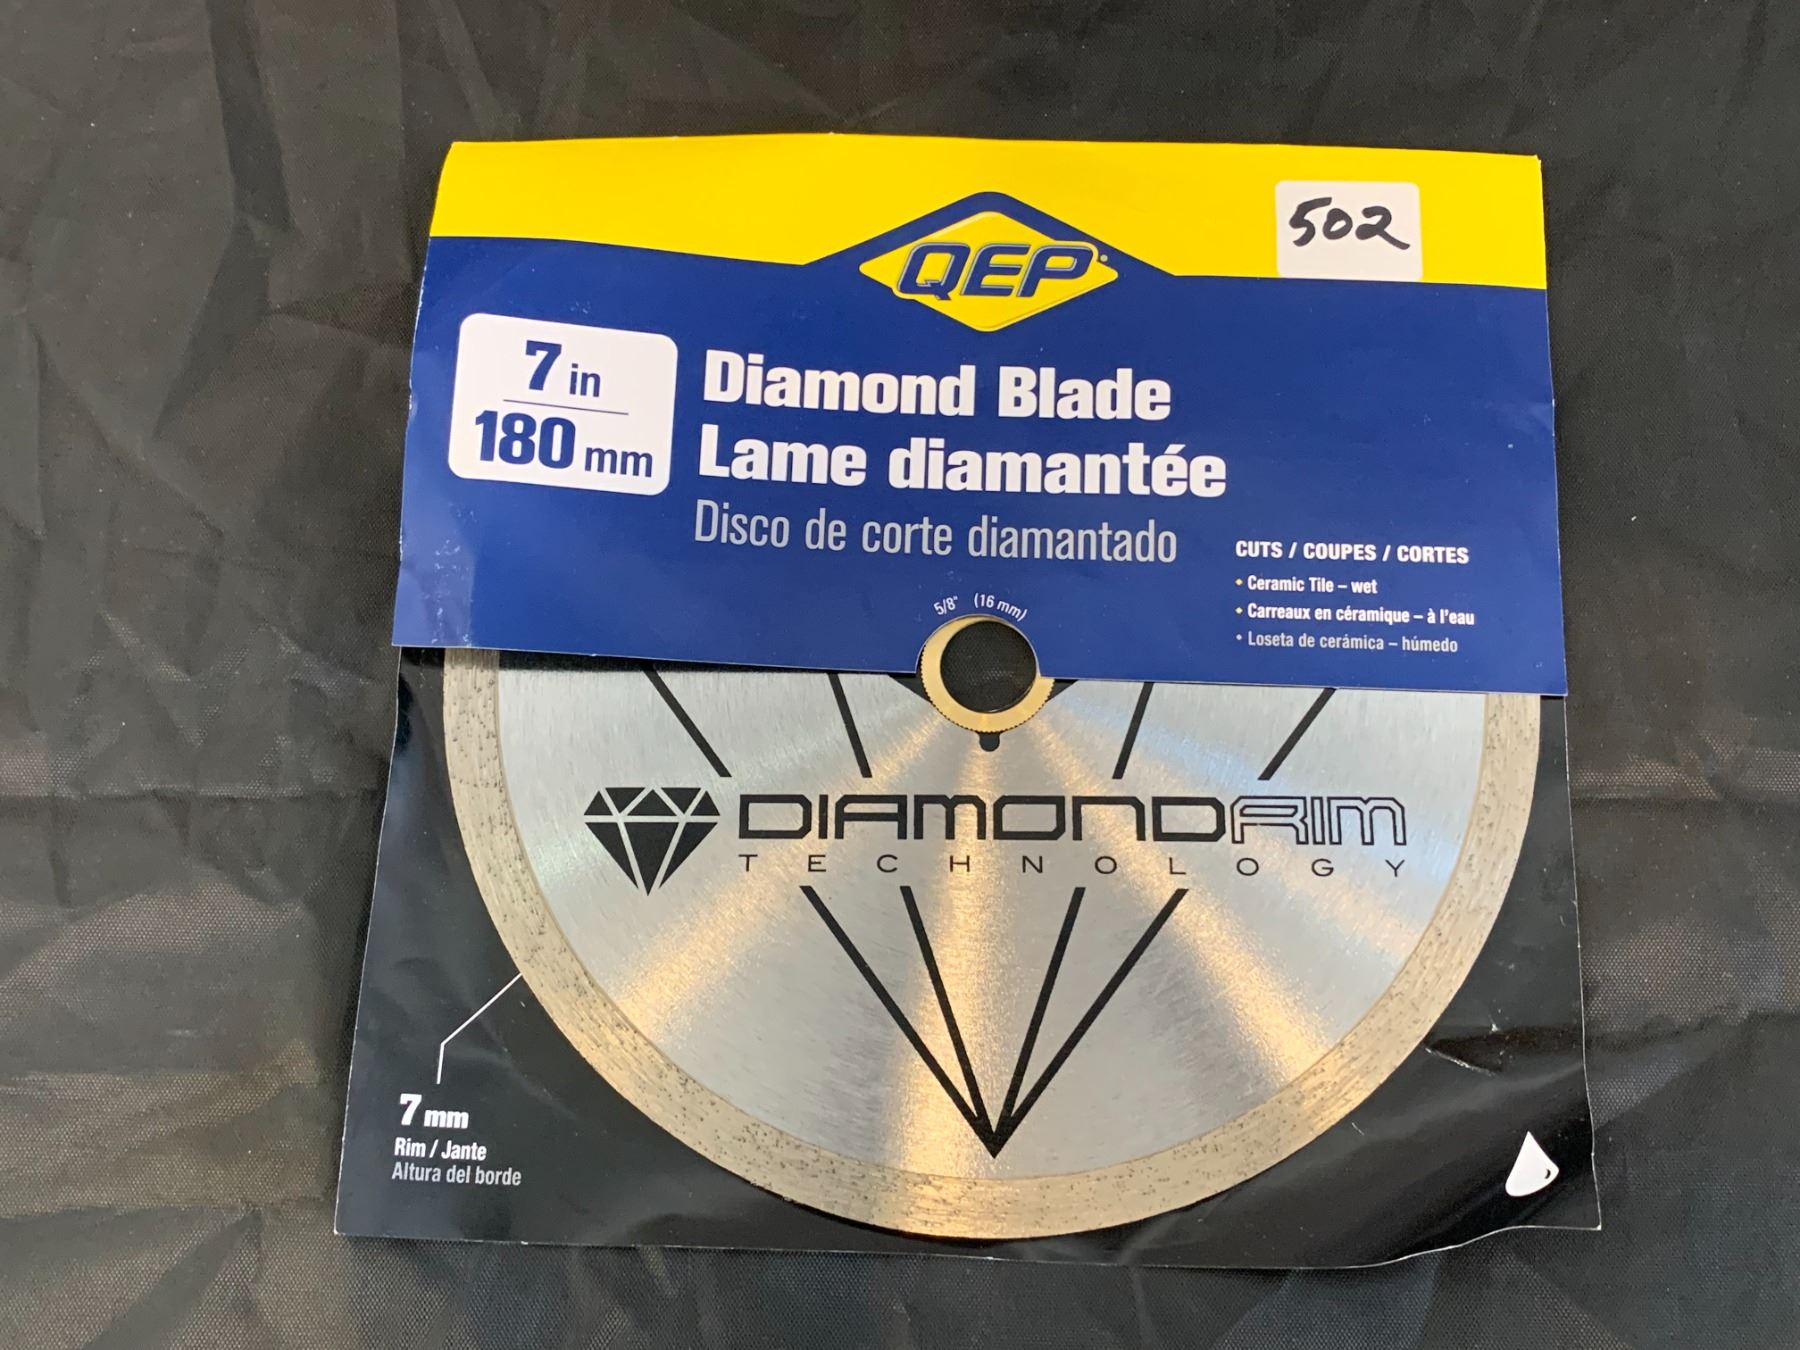 502
QEP
7 in
180 mm
Diamond Blade
Lame diamantée
Disco de corte diamantado
CUTS / COUPES / CORTES
• Ceramic Tile – wet
• Carreaux en céramique – à l'eau
• Loseta de cerámica – húmedo
5/8" (16 mm)
DIAMONDRIM
TECHNOLOGY
7 mm
Rim / Jante
Altura del borde